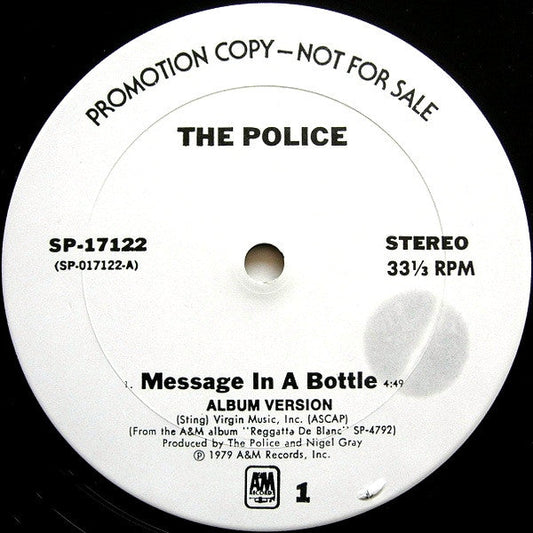 PROMOTION COPY—NOT FOR SALE
THE POLICE
SP-17122
(SP-017122-A)
STEREO
33⅓ RPM
1. Message In A Bottle 4:49
ALBUM VERSION
(Sting) Virgin Music, Inc. (ASCAP)
(From the A&M album "Reggatta De Blanc" SP-4792)
Produced by The Police and Nigel Gray
Ⓟ 1979 A&M Records, Inc.
A&M
RECORDS
1